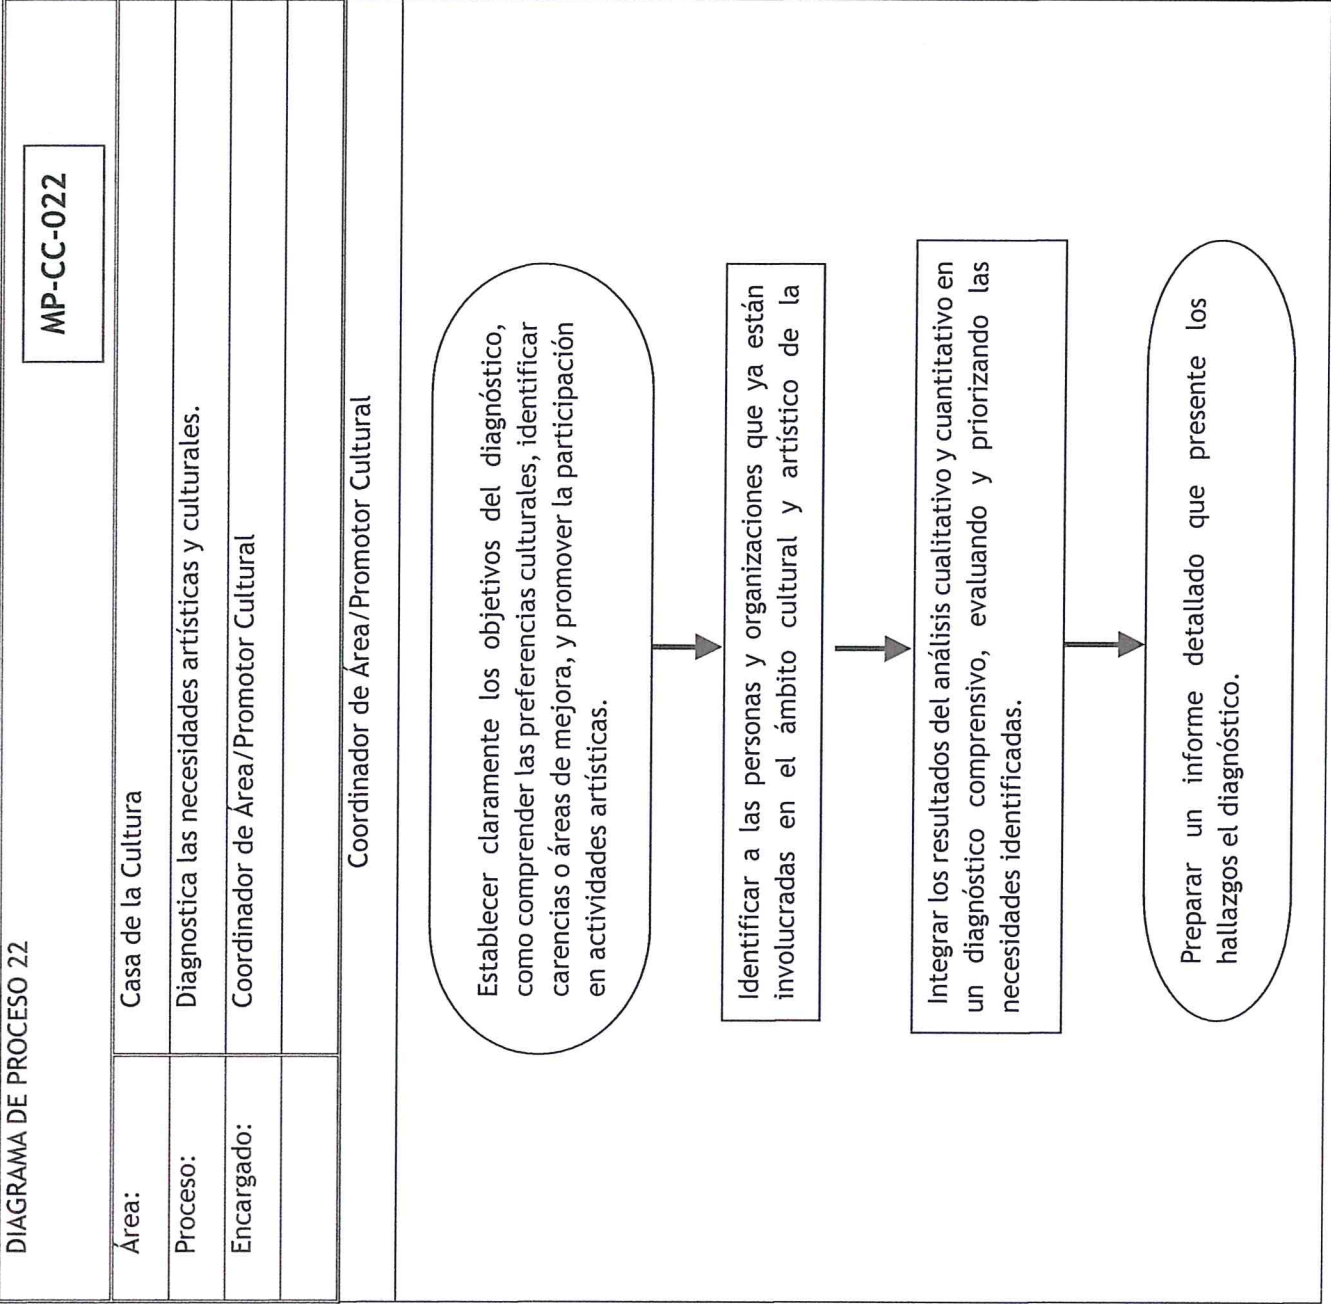 DIAGRAMA DE PROCESO 22
MP-CC-022
Área:
Casa de la Cultura
Proceso:
Diagnostica las necesidades artísticas y culturales.
Encargado:
Coordinador de Área/Promotor Cultural
Coordinador de Área/Promotor Cultural
Establecer claramente los objetivos del diagnóstico,
como comprender las preferencias culturales, identificar
carencias o áreas de mejora, y promover la participación
en actividades artísticas.
Identificar a las personas y organizaciones que ya están
involucradas en el ámbito cultural y artístico de la
Integrar los resultados del análisis cualitativo y cuantitativo en
un diagnóstico comprensivo, evaluando y priorizando las
necesidades identificadas.
Preparar un informe detallado que presente los
hallazgos el diagnóstico.